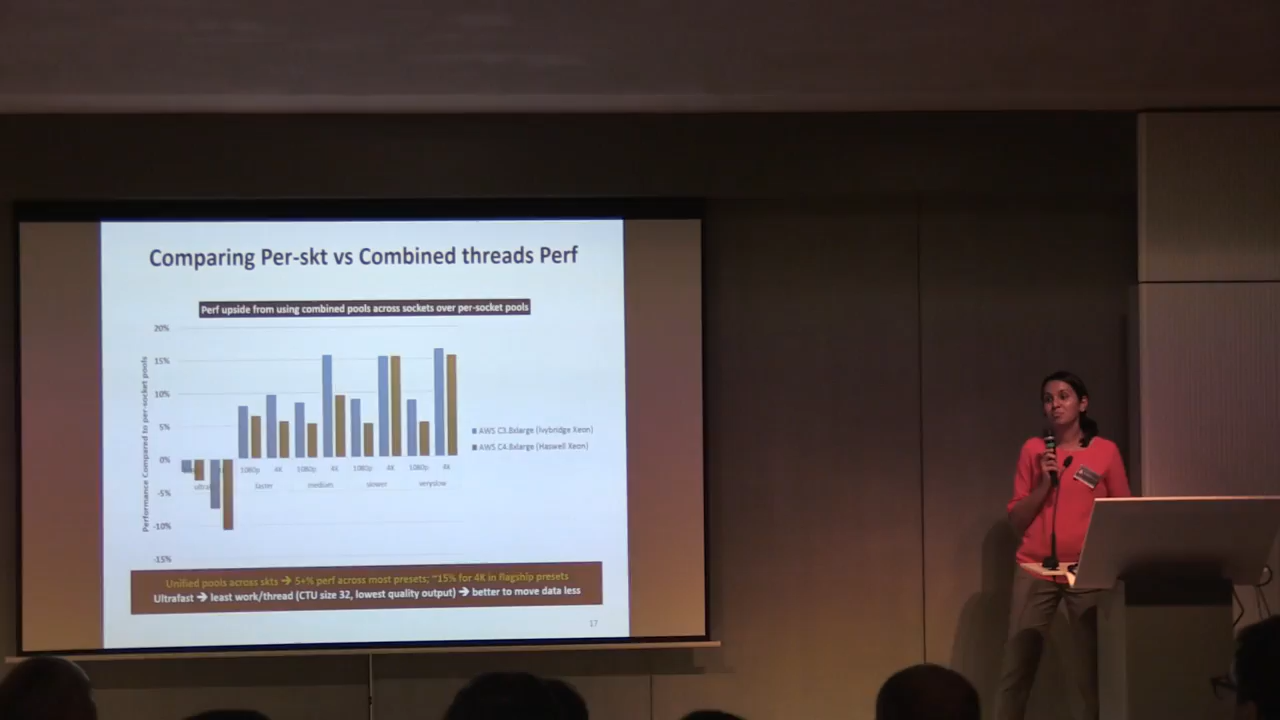 Comparing Per-skt vs Combined threads Perf
Perf upside from using combined pools across sockets over per-socket pools
Performance Compared to per-socket pools
20%
15%
10%
5%
0%
-5%
-10%
-15%
1080p 4K 1080p 4K 1080p 4K 1080p 4K
faster medium slower veryslow
AWS C3.8xlarge (Ivybridge Xeon)
AWS C4.8xlarge (Haswell Xeon)
Unified pools across skts → 5+% perf across most presets; ~15% for 4K in flagship presets
Ultrafast → least work/thread (CTU size 32, lowest quality output) → better to move data less
17